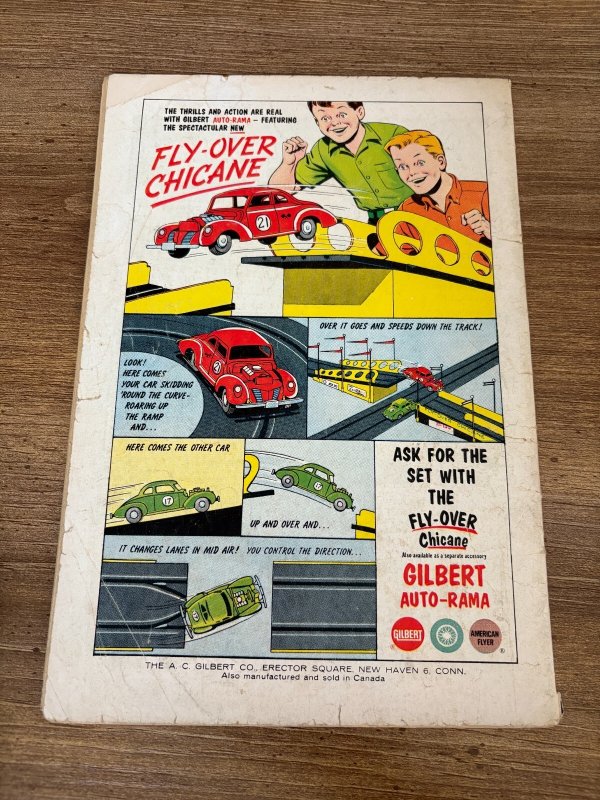 THE THRILLS AND ACTION ARE REAL
WITH GILBERT AUTO-RAMA – FEATURING
THE SPECTACULAR NEW
FLY-OVER
CHICANE
21
LOOK!
HERE COMES
YOUR CAR SKIDDING
'ROUND THE CURVE-
ROARING UP
THE RAMP
AND...
21
OVER IT GOES AND SPEEDS DOWN THE TRACK!
HERE COMES THE OTHER CAR
17
17
UP AND OVER AND...
IT CHANGES LANES IN MID AIR! YOU CONTROL THE DIRECTION...
ASK FOR THE
SET WITH
THE
FLY-OVER
Chicane
Also available as a separate accessory
GILBERT
AUTO-RAMA
GILBERT
AMERICAN
FLYER
THE A. C. GILBERT CO., ERECTOR SQUARE, NEW HAVEN 6, CONN.
Also manufactured and sold in Canada